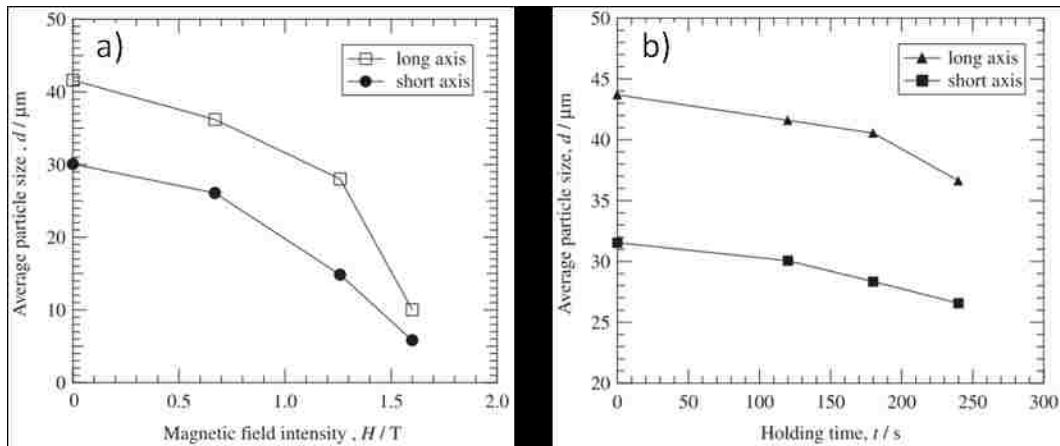 a)
long axis
short axis
50
40
30
20
10
0
0
0.5
1.0
1.5
2.0
Average particle size , d / μm
Magnetic field intensity , H / T
b)
long axis
short axis
50
45
40
35
30
25
20
0
50
100
150
200
250
300
Average particle size, d / μm
Holding time, t / s